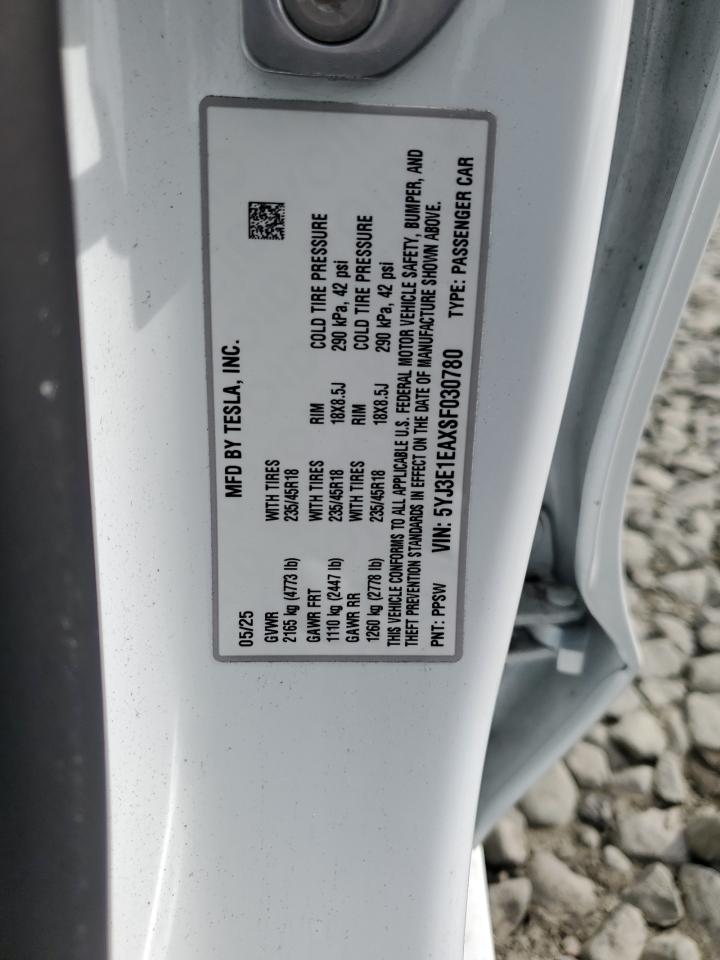 MFD BY TESLA, INC.
05/25
GVWR WITH TIRES
2165 kg (4773 lb) 235/45R18
GAWR FRT WITH TIRES RIM COLD TIRE PRESSURE
1110 kg (2447 lb) 235/45R18 18X8.5J 290 kPa, 42 psi
GAWR RR WITH TIRES RIM COLD TIRE PRESSURE
1260 kg (2778 lb) 235/45R18 18X8.5J 290 kPa, 42 psi
THIS VEHICLE CONFORMS TO ALL APPLICABLE U.S. FEDERAL MOTOR VEHICLE SAFETY, BUMPER, AND
THEFT PREVENTION STANDARDS IN EFFECT ON THE DATE OF MANUFACTURE SHOWN ABOVE.
PNT: PPSW VIN: 5YJ3E1EAXSF030780 TYPE: PASSENGER CAR